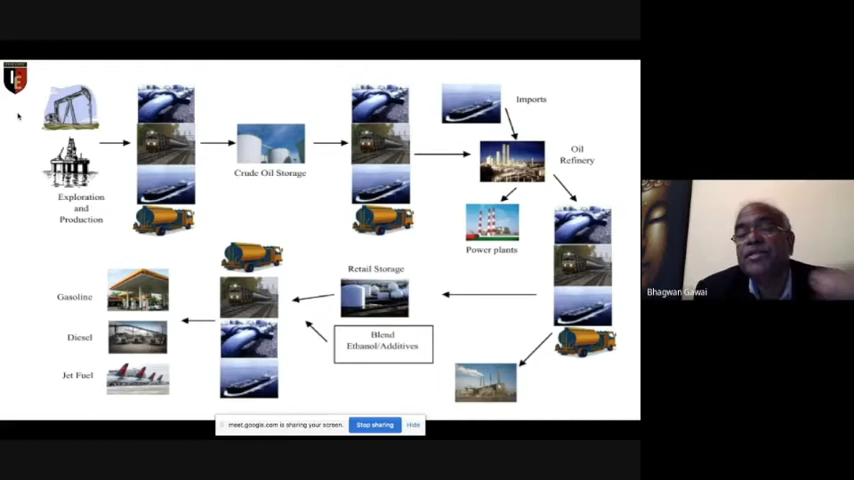 IE
Imports
Oil
Refinery
Crude Oil Storage
Exploration
and
Production
Power plants
Retail Storage
Gasoline
Blend
Ethanol/Additives
Diesel
Jet Fuel
Bhagwan Gawai
meet.google.com is sharing your screen.
Stop sharing
Hide